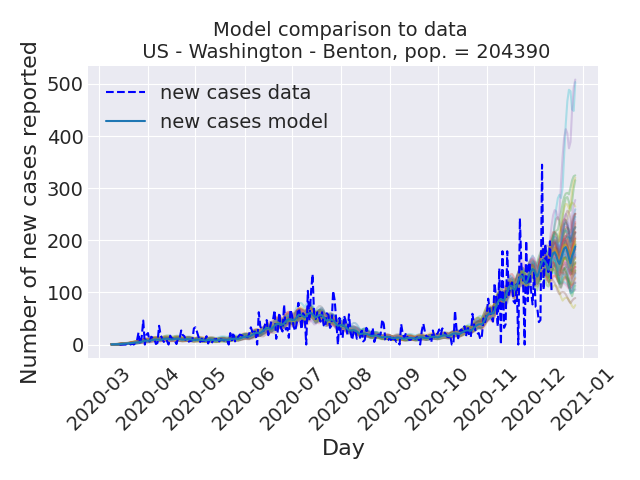 Model comparison to data
US - Washington - Benton, pop. = 204390
Number of new cases reported
500
400
300
200
100
0
new cases data
new cases model
2020-03
2020-04
2020-05
2020-06
2020-07
2020-08
2020-09
2020-10
2020-11
2020-12
2021-01
Day